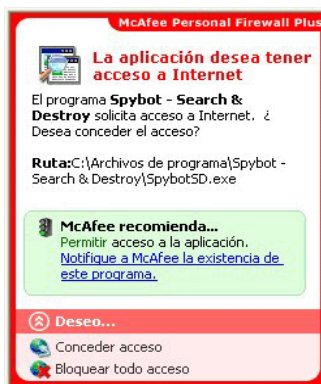 McAfee Personal Firewall Plus
La aplicación desea tener
acceso a Internet
El programa Spybot - Search &
Destroy solicita acceso a Internet. ¿
Desea conceder el acceso?
Ruta:C:\Archivos de programa\Spybot -
Search & Destroy\SpybotSD.exe
McAfee recomienda...
Permitir acceso a la aplicación.
Notifique a McAfee la existencia de
este programa.
Deseo...
Conceder acceso
Bloquear todo acceso